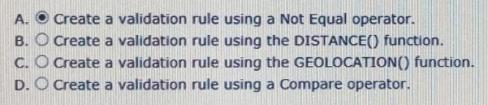 A. Create a validation rule using a Not Equal operator.
B. Create a validation rule using the DISTANCE() function.
C. Create a validation rule using the GEOLOCATION() function.
D. Create a validation rule using a Compare operator.